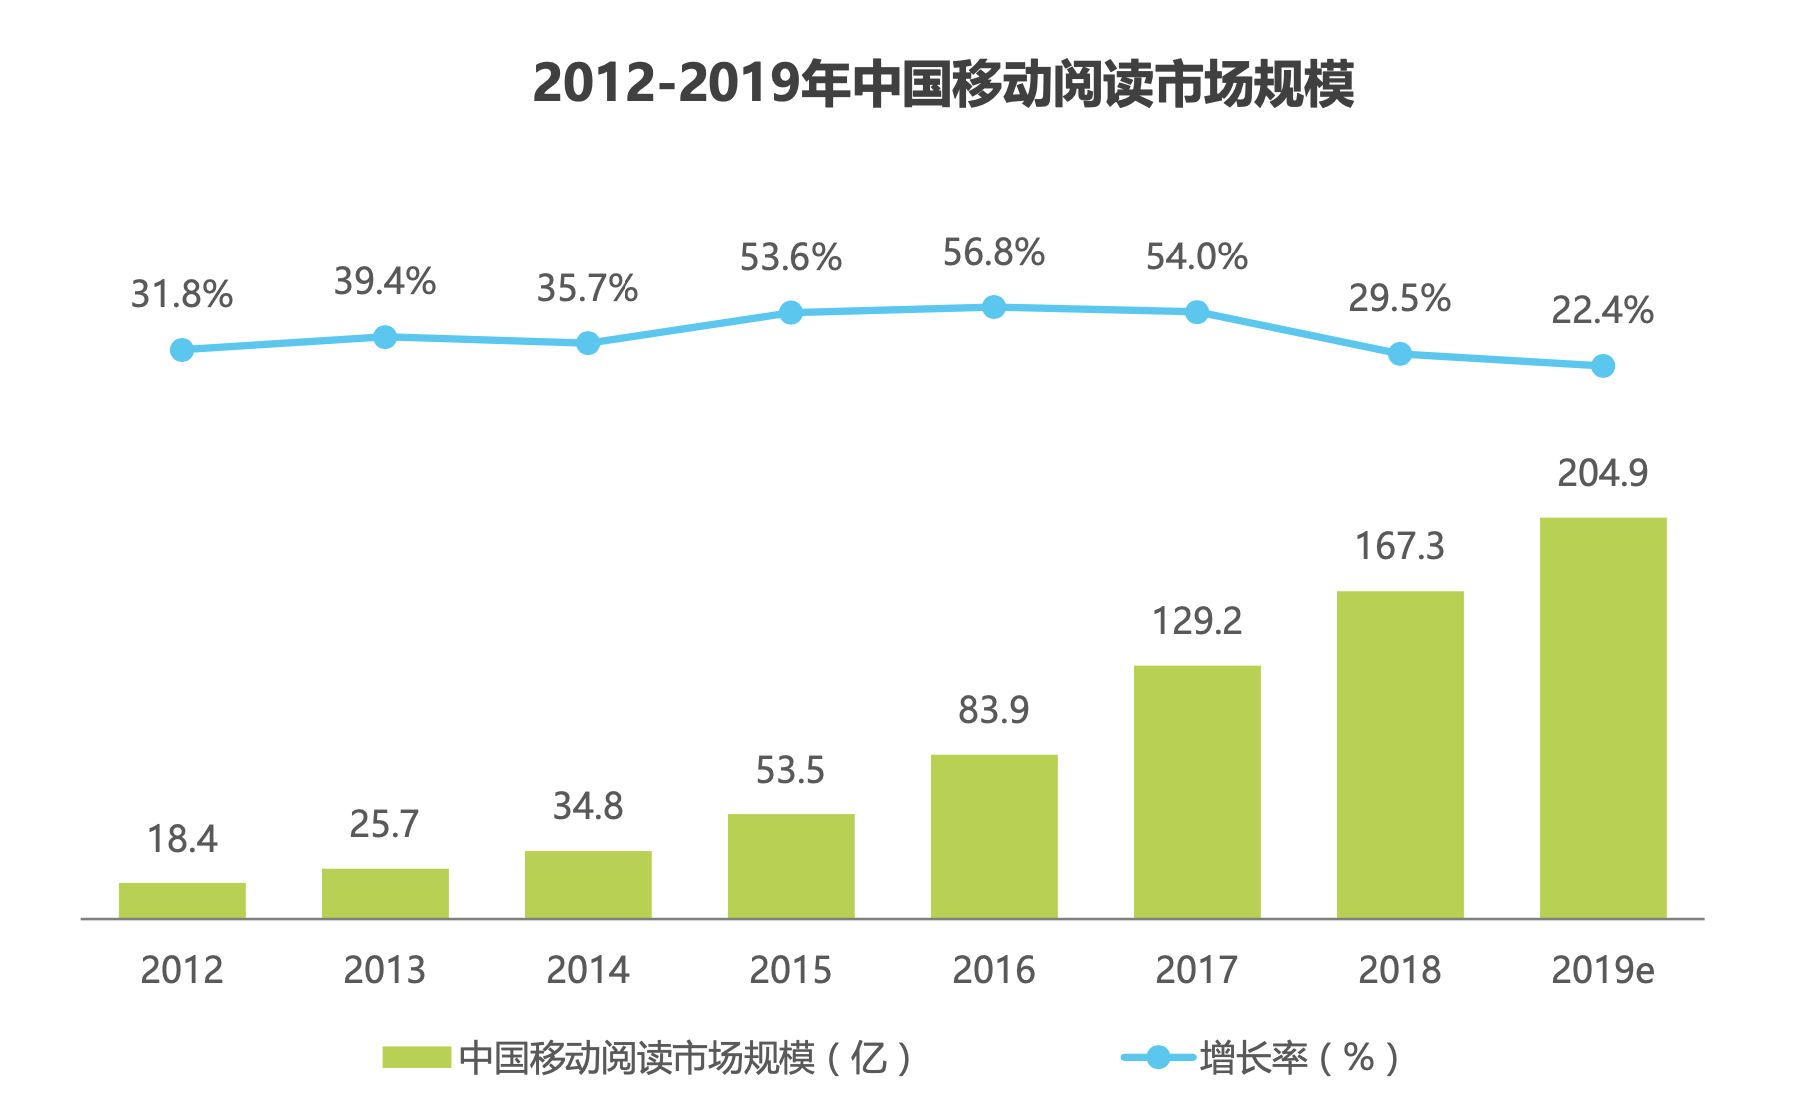 2012-2019年中国移动阅读市场规模
31.8% 39.4% 35.7% 53.6% 56.8% 54.0% 29.5% 22.4%
18.4 25.7 34.8 53.5 83.9 129.2 167.3 204.9
2012 2013 2014 2015 2016 2017 2018 2019e
中国移动阅读市场规模（亿） 增长率（%）